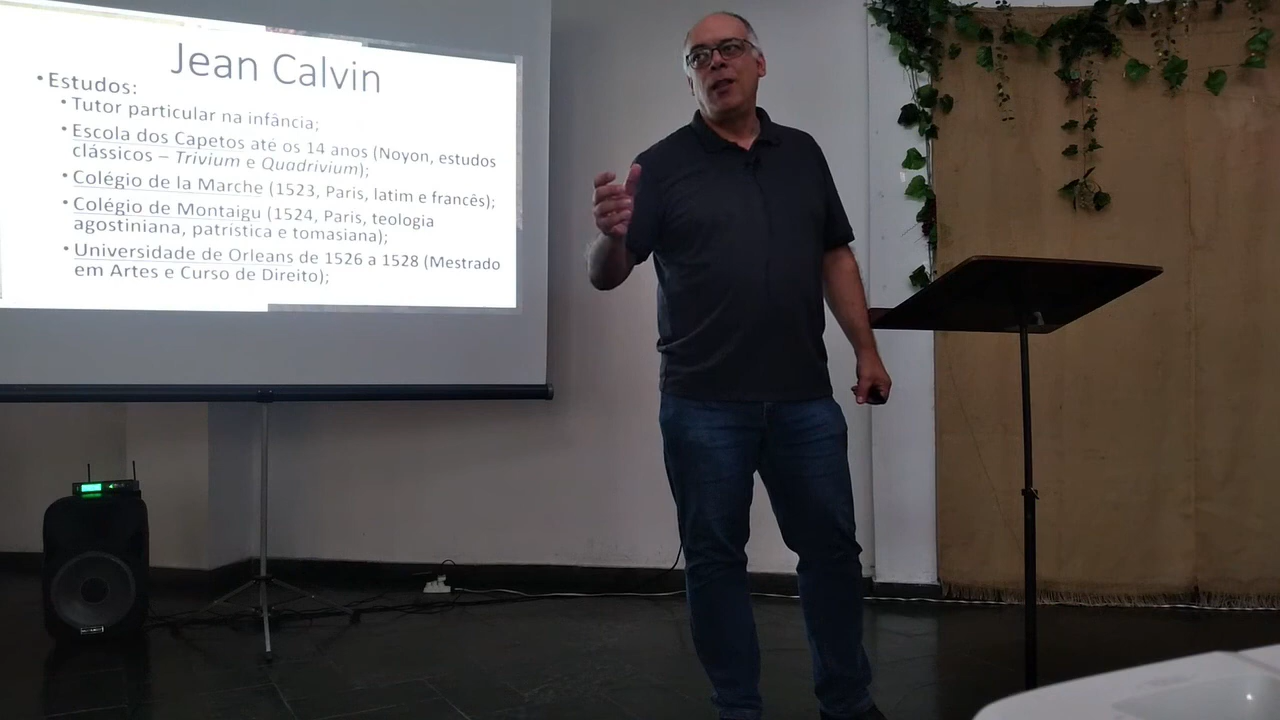 Jean Calvin
• Estudos:
• Tutor particular na infância;
• Escola dos Capetos até os 14 anos (Noyon, estudos
clássicos – Trivium e Quadrivium);
• Colégio de la Marche (1523, Paris, latim e francês);
• Colégio de Montaigu (1524, Paris, teologia
agostiniana, patrística e tomasiana);
• Universidade de Orleans de 1526 a 1528 (Mestrado
em Artes e Curso de Direito);